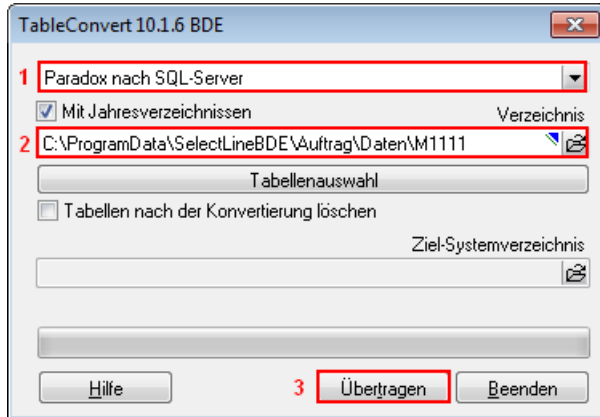 TableConvert 10.1.6 BDE
1 Paradox nach SQL-Server
Mit Jahresverzeichnissen Verzeichnis
2 C:\ProgramData\SelectLineBDE\Auftrag\Daten\M1111
Tabellenauswahl
Tabellen nach der Konvertierung löschen
Ziel-Systemverzeichnis
Hilfe 3 Übertragen Beenden